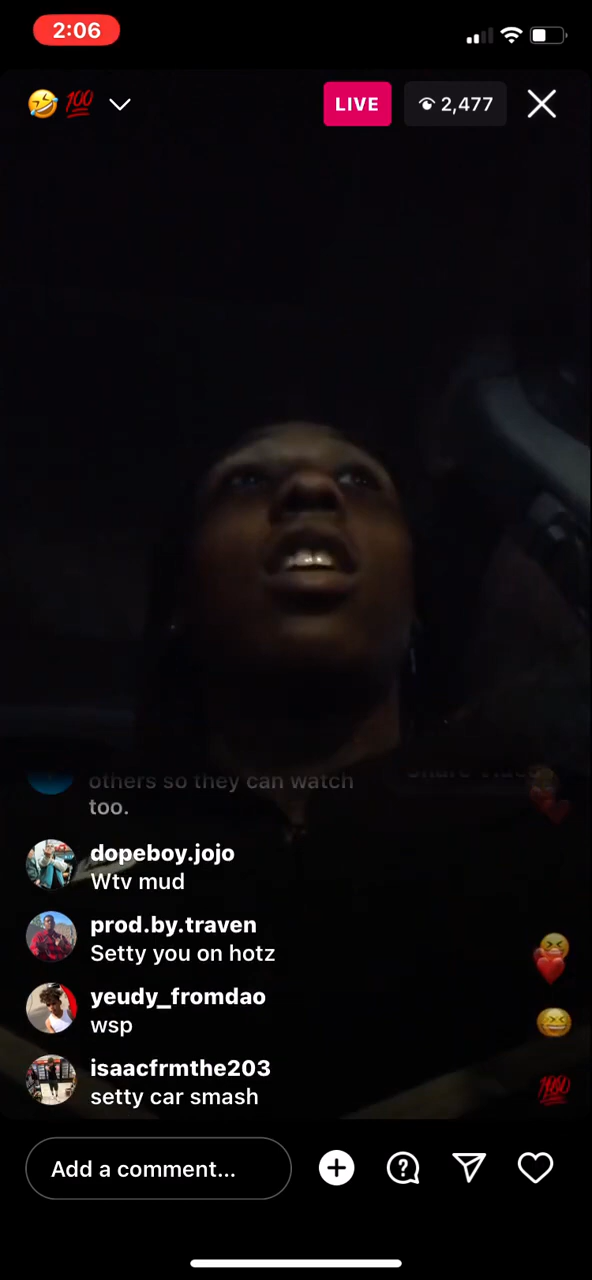 2:06
LIVE
2,477
others so they can watch
too.
dopeboy.jojo
Wtv mud
prod.by.traven
Setty you on hotz
yeudy_fromdao
wsp
isaacfrmthe203
setty car smash
Add a comment...